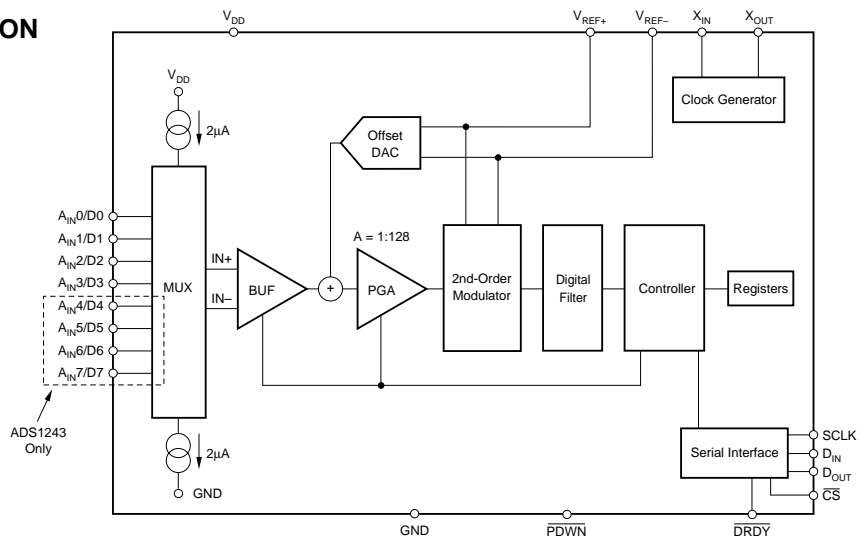 ON
VDD
VREF+
VREF–
XIN
XOUT
VDD
2μA
Offset
DAC
Clock Generator
AIN0/D0
AIN1/D1
AIN2/D2
AIN3/D3
AIN4/D4
AIN5/D5
AIN6/D6
AIN7/D7
MUX
IN+
IN–
BUF
+
A = 1:128
PGA
2nd-Order
Modulator
Digital
Filter
Controller
Registers
ADS1243
Only
2μA
GND
Serial Interface
SCLK
DIN
DOUT
CS
GND
PDWN
DRDY